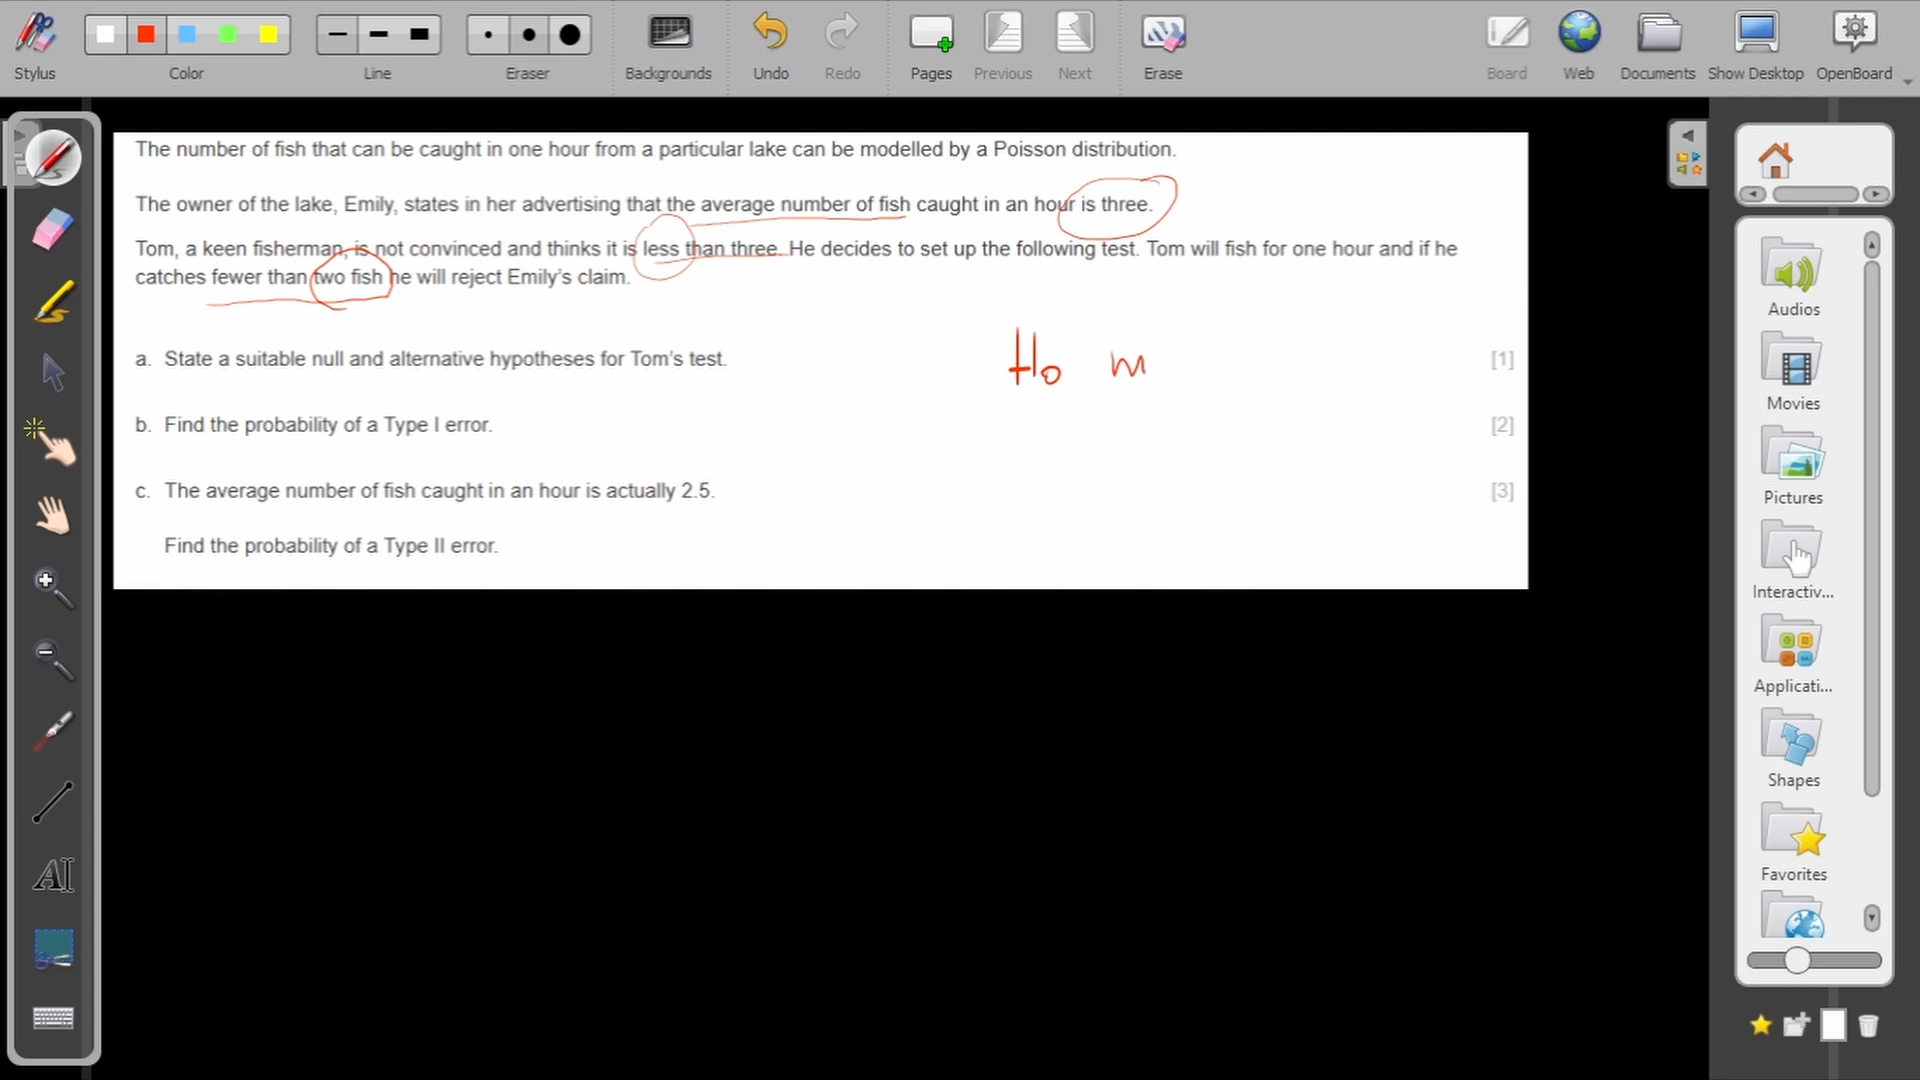 Stylus
Color
Line
Eraser
Backgrounds
Undo
Redo
Pages
Previous
Next
Erase
Board
Web
Documents
Show Desktop
OpenBoard
The number of fish that can be caught in one hour from a particular lake can be modelled by a Poisson distribution.
The owner of the lake, Emily, states in her advertising that the average number of fish caught in an hour is three.
Tom, a keen fisherman, is not convinced and thinks it is less than three. He decides to set up the following test. Tom will fish for one hour and if he
catches fewer than two fish he will reject Emily's claim.
a. State a suitable null and alternative hypotheses for Tom's test. [1]
H₀ m
b. Find the probability of a Type I error. [2]
c. The average number of fish caught in an hour is actually 2.5. [3]
Find the probability of a Type II error.
AI
Audios
Movies
Pictures
Interactiv...
Applicati...
Shapes
Favorites